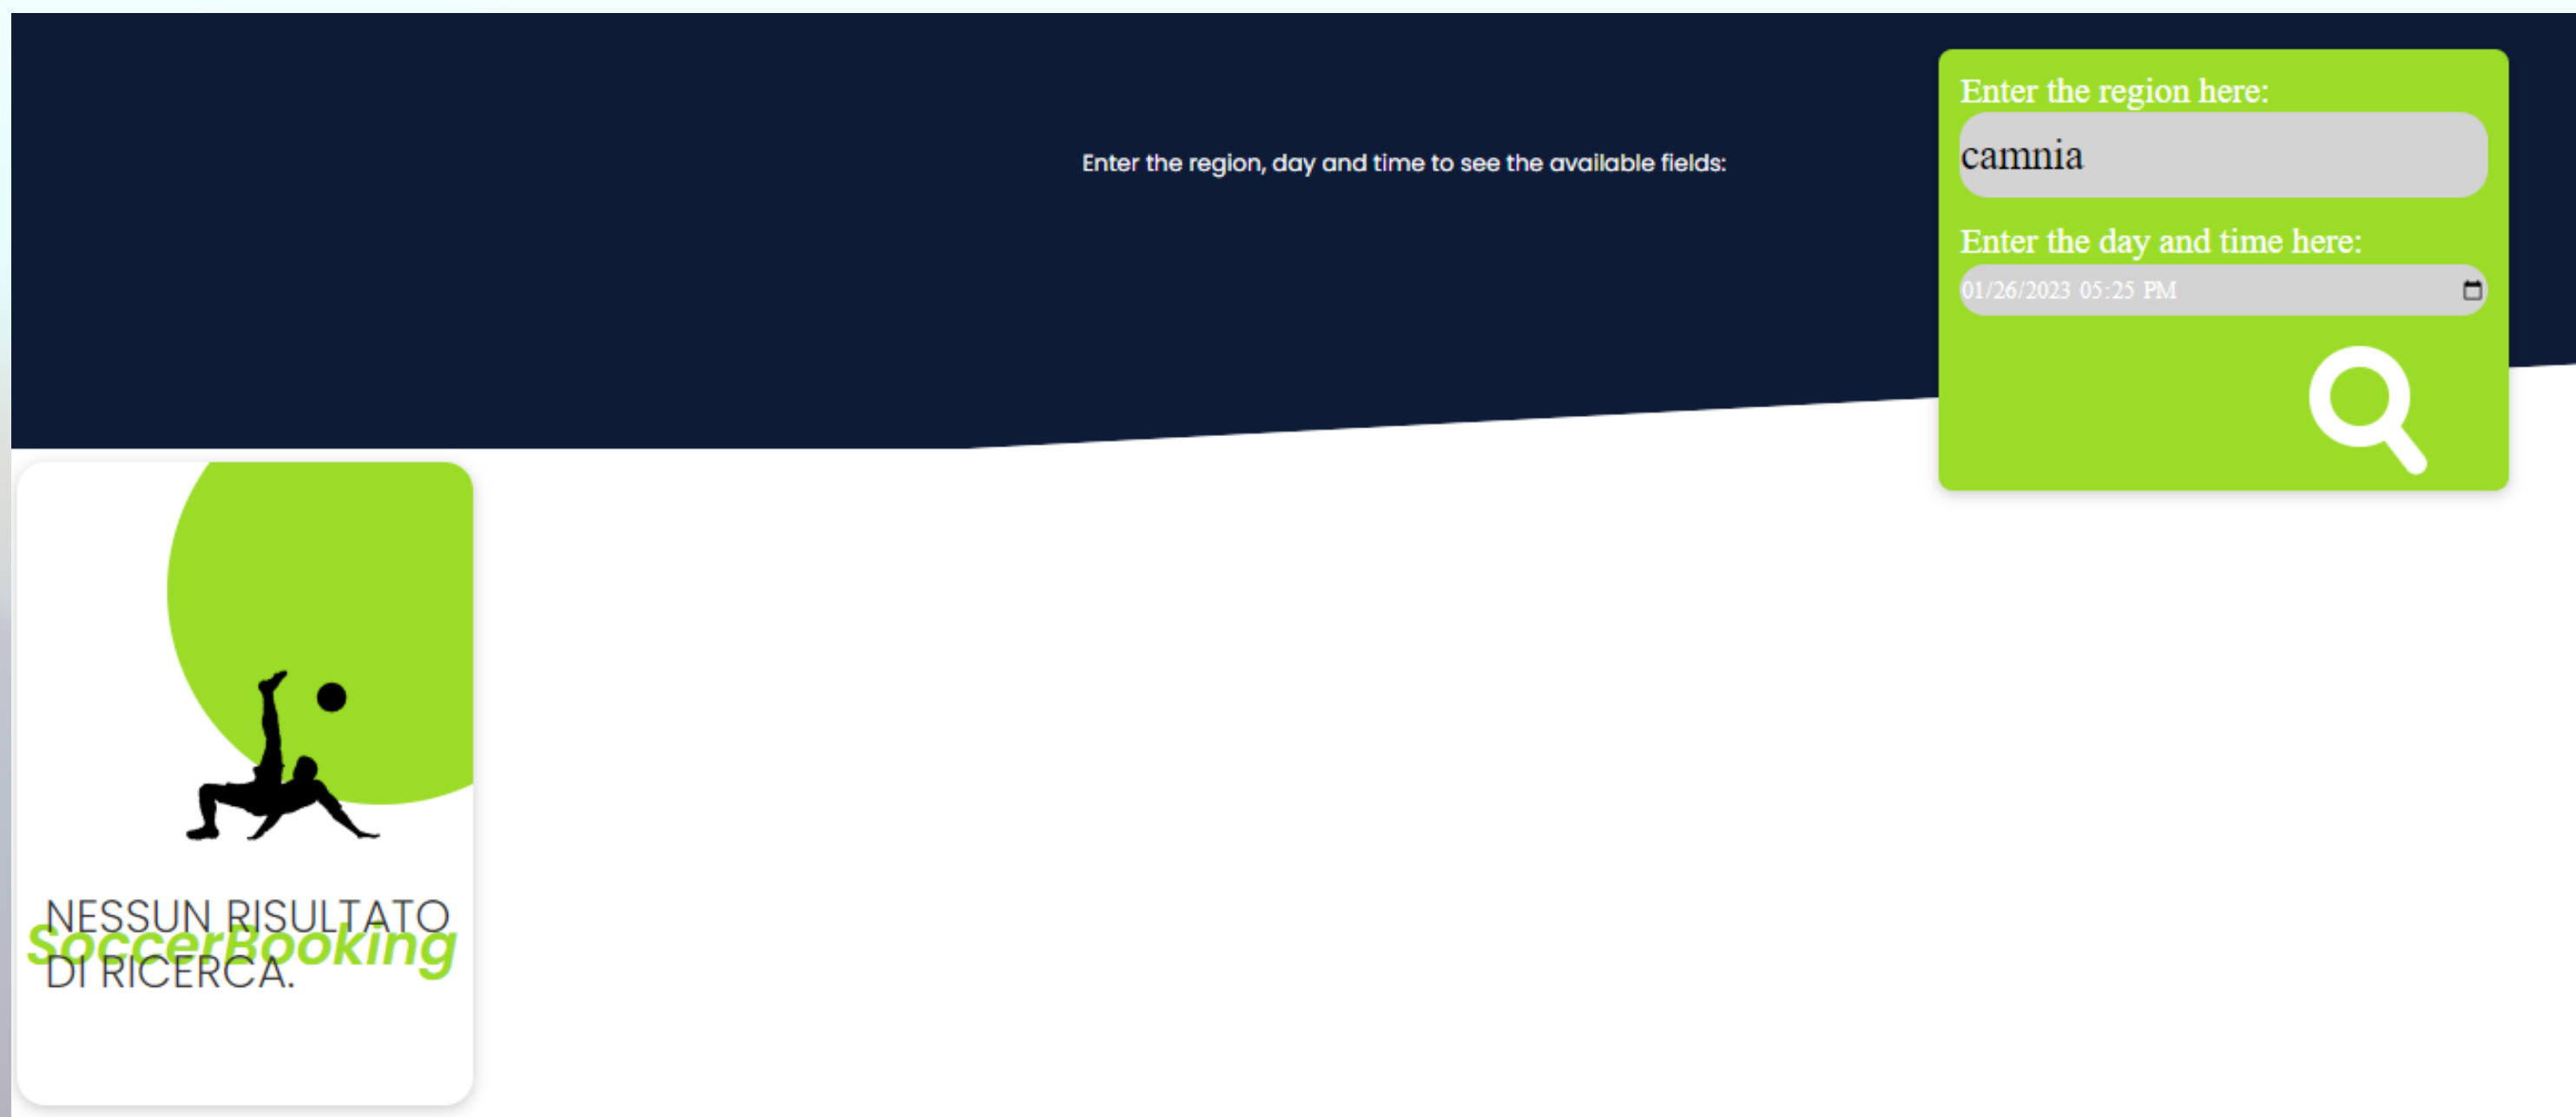 Enter the region, day and time to see the available fields:
Enter the region here:
camnia
Enter the day and time here:
01/26/2023 05:25 PM
NESSUN RISULTATO
SoccerBooking
DI RICERCA.